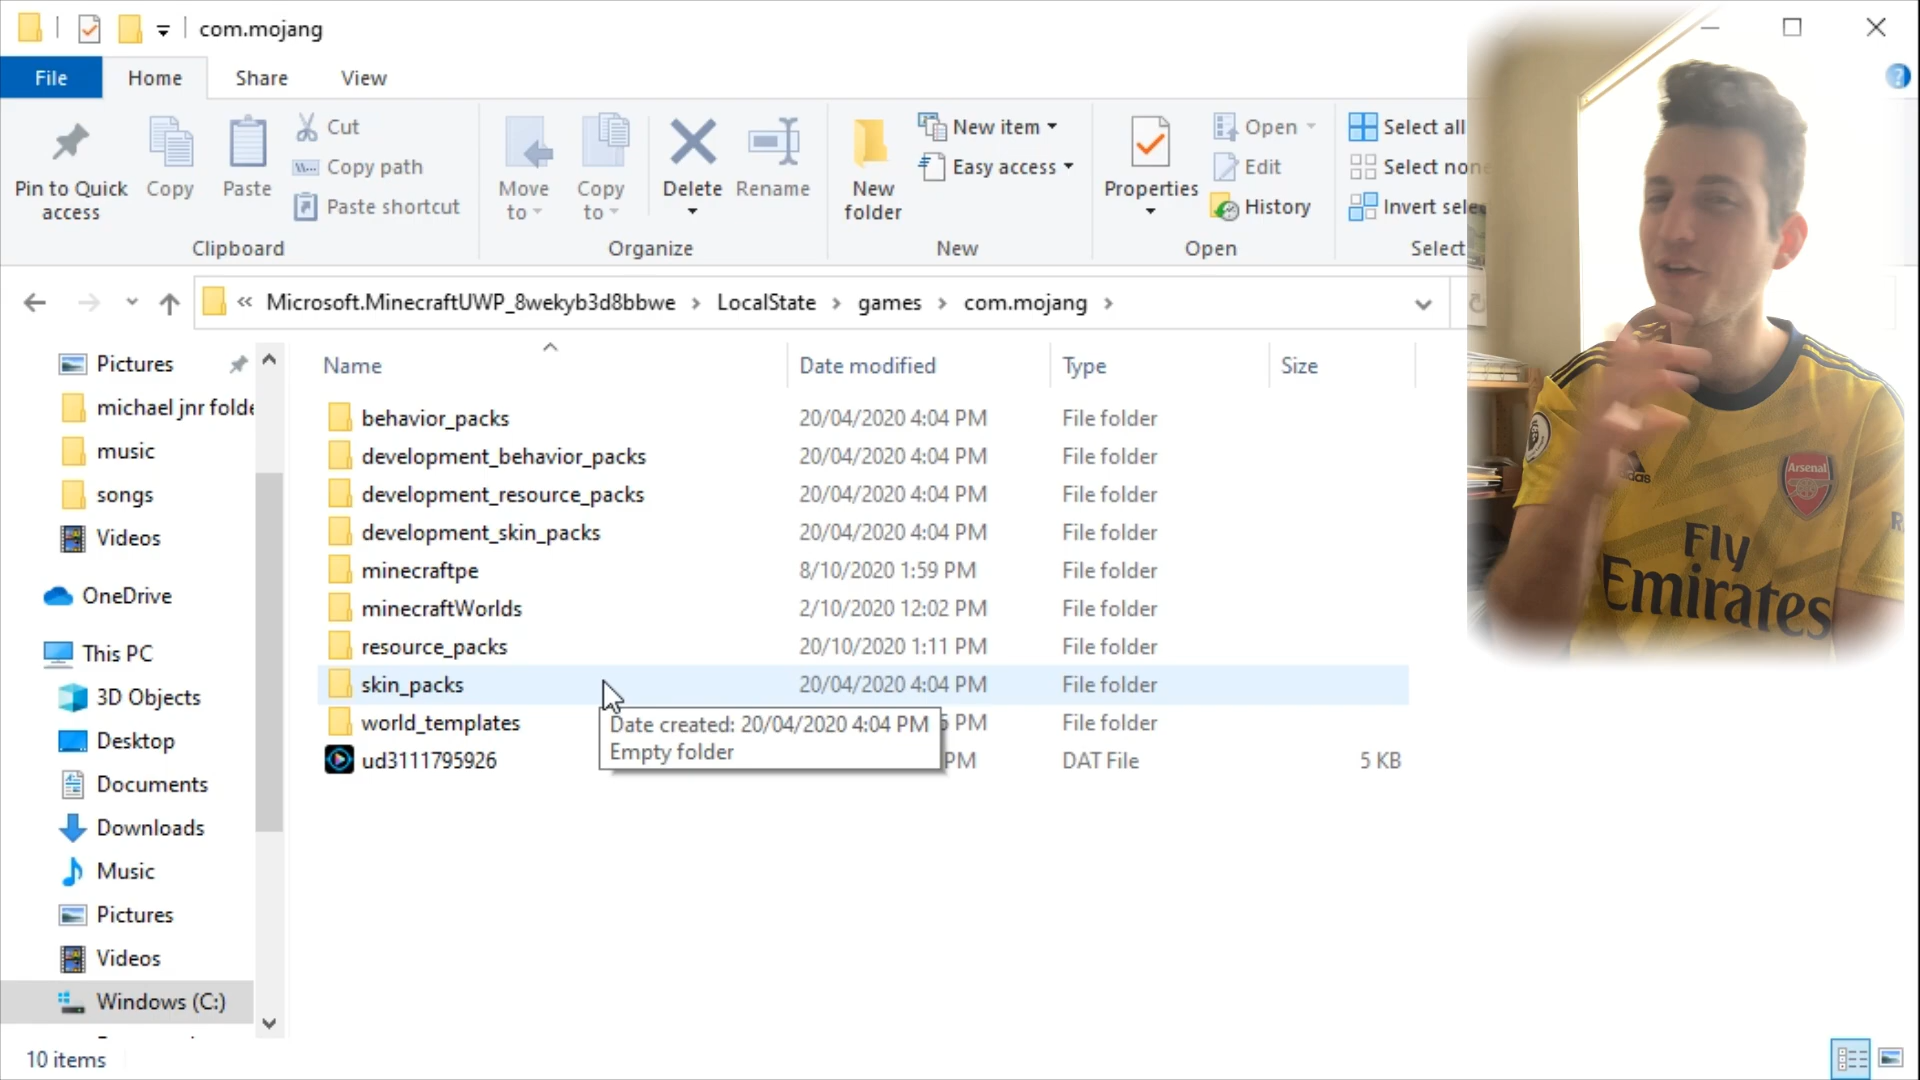 com.mojang
File
Home
Share
View
Pin to Quick access
Copy
Paste
Cut
Copy path
Paste shortcut
Clipboard
Move to
Copy to
Delete
Rename
Organize
New folder
New item
Easy access
New
Properties
Open
Edit
History
Open
Select all
Select none
Invert sele
Select
« Microsoft.MinecraftUWP_8wekyb3d8bbwe > LocalState > games > com.mojang >
Pictures
michael jnr folde
music
songs
Videos
OneDrive
This PC
3D Objects
Desktop
Documents
Downloads
Music
Pictures
Videos
Windows (C:)
Name Date modified Type Size
behavior_packs 20/04/2020 4:04 PM File folder
development_behavior_packs 20/04/2020 4:04 PM File folder
development_resource_packs 20/04/2020 4:04 PM File folder
development_skin_packs 20/04/2020 4:04 PM File folder
minecraftpe 8/10/2020 1:59 PM File folder
minecraftWorlds 2/10/2020 12:02 PM File folder
resource_packs 20/10/2020 1:11 PM File folder
skin_packs 20/04/2020 4:04 PM File folder
world_templates PM File folder
ud3111795926 PM DAT File 5 KB
Date created: 20/04/2020 4:04 PM
Empty folder
10 items
adidas
Arsenal
Fly
Emirates